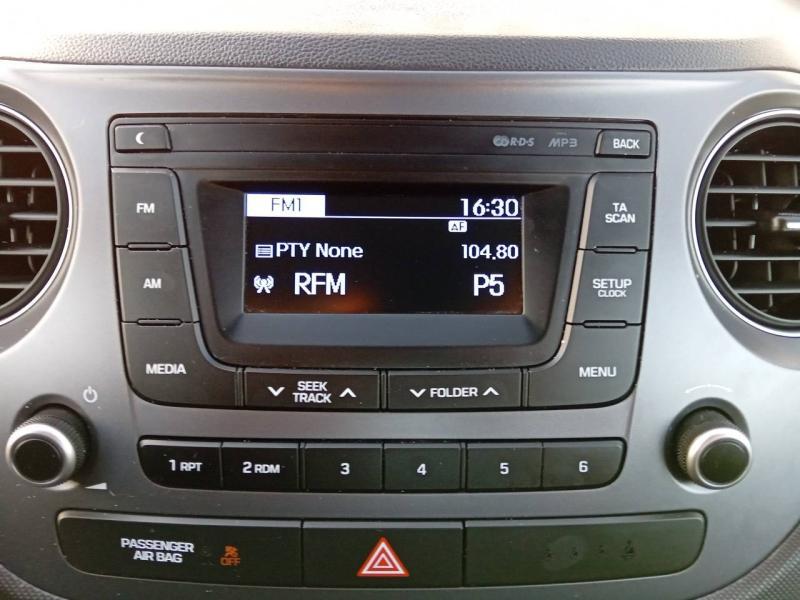 R·D·S MP3 BACK
FM
AM
MEDIA
FM1 16:30
AF
PTY None 104.80
RFM P5
TA
SCAN
SETUP
CLOCK
MENU
SEEK
TRACK
FOLDER
1 RPT 2 RDM 3 4 5 6
PASSENGER
AIR BAG
OFF